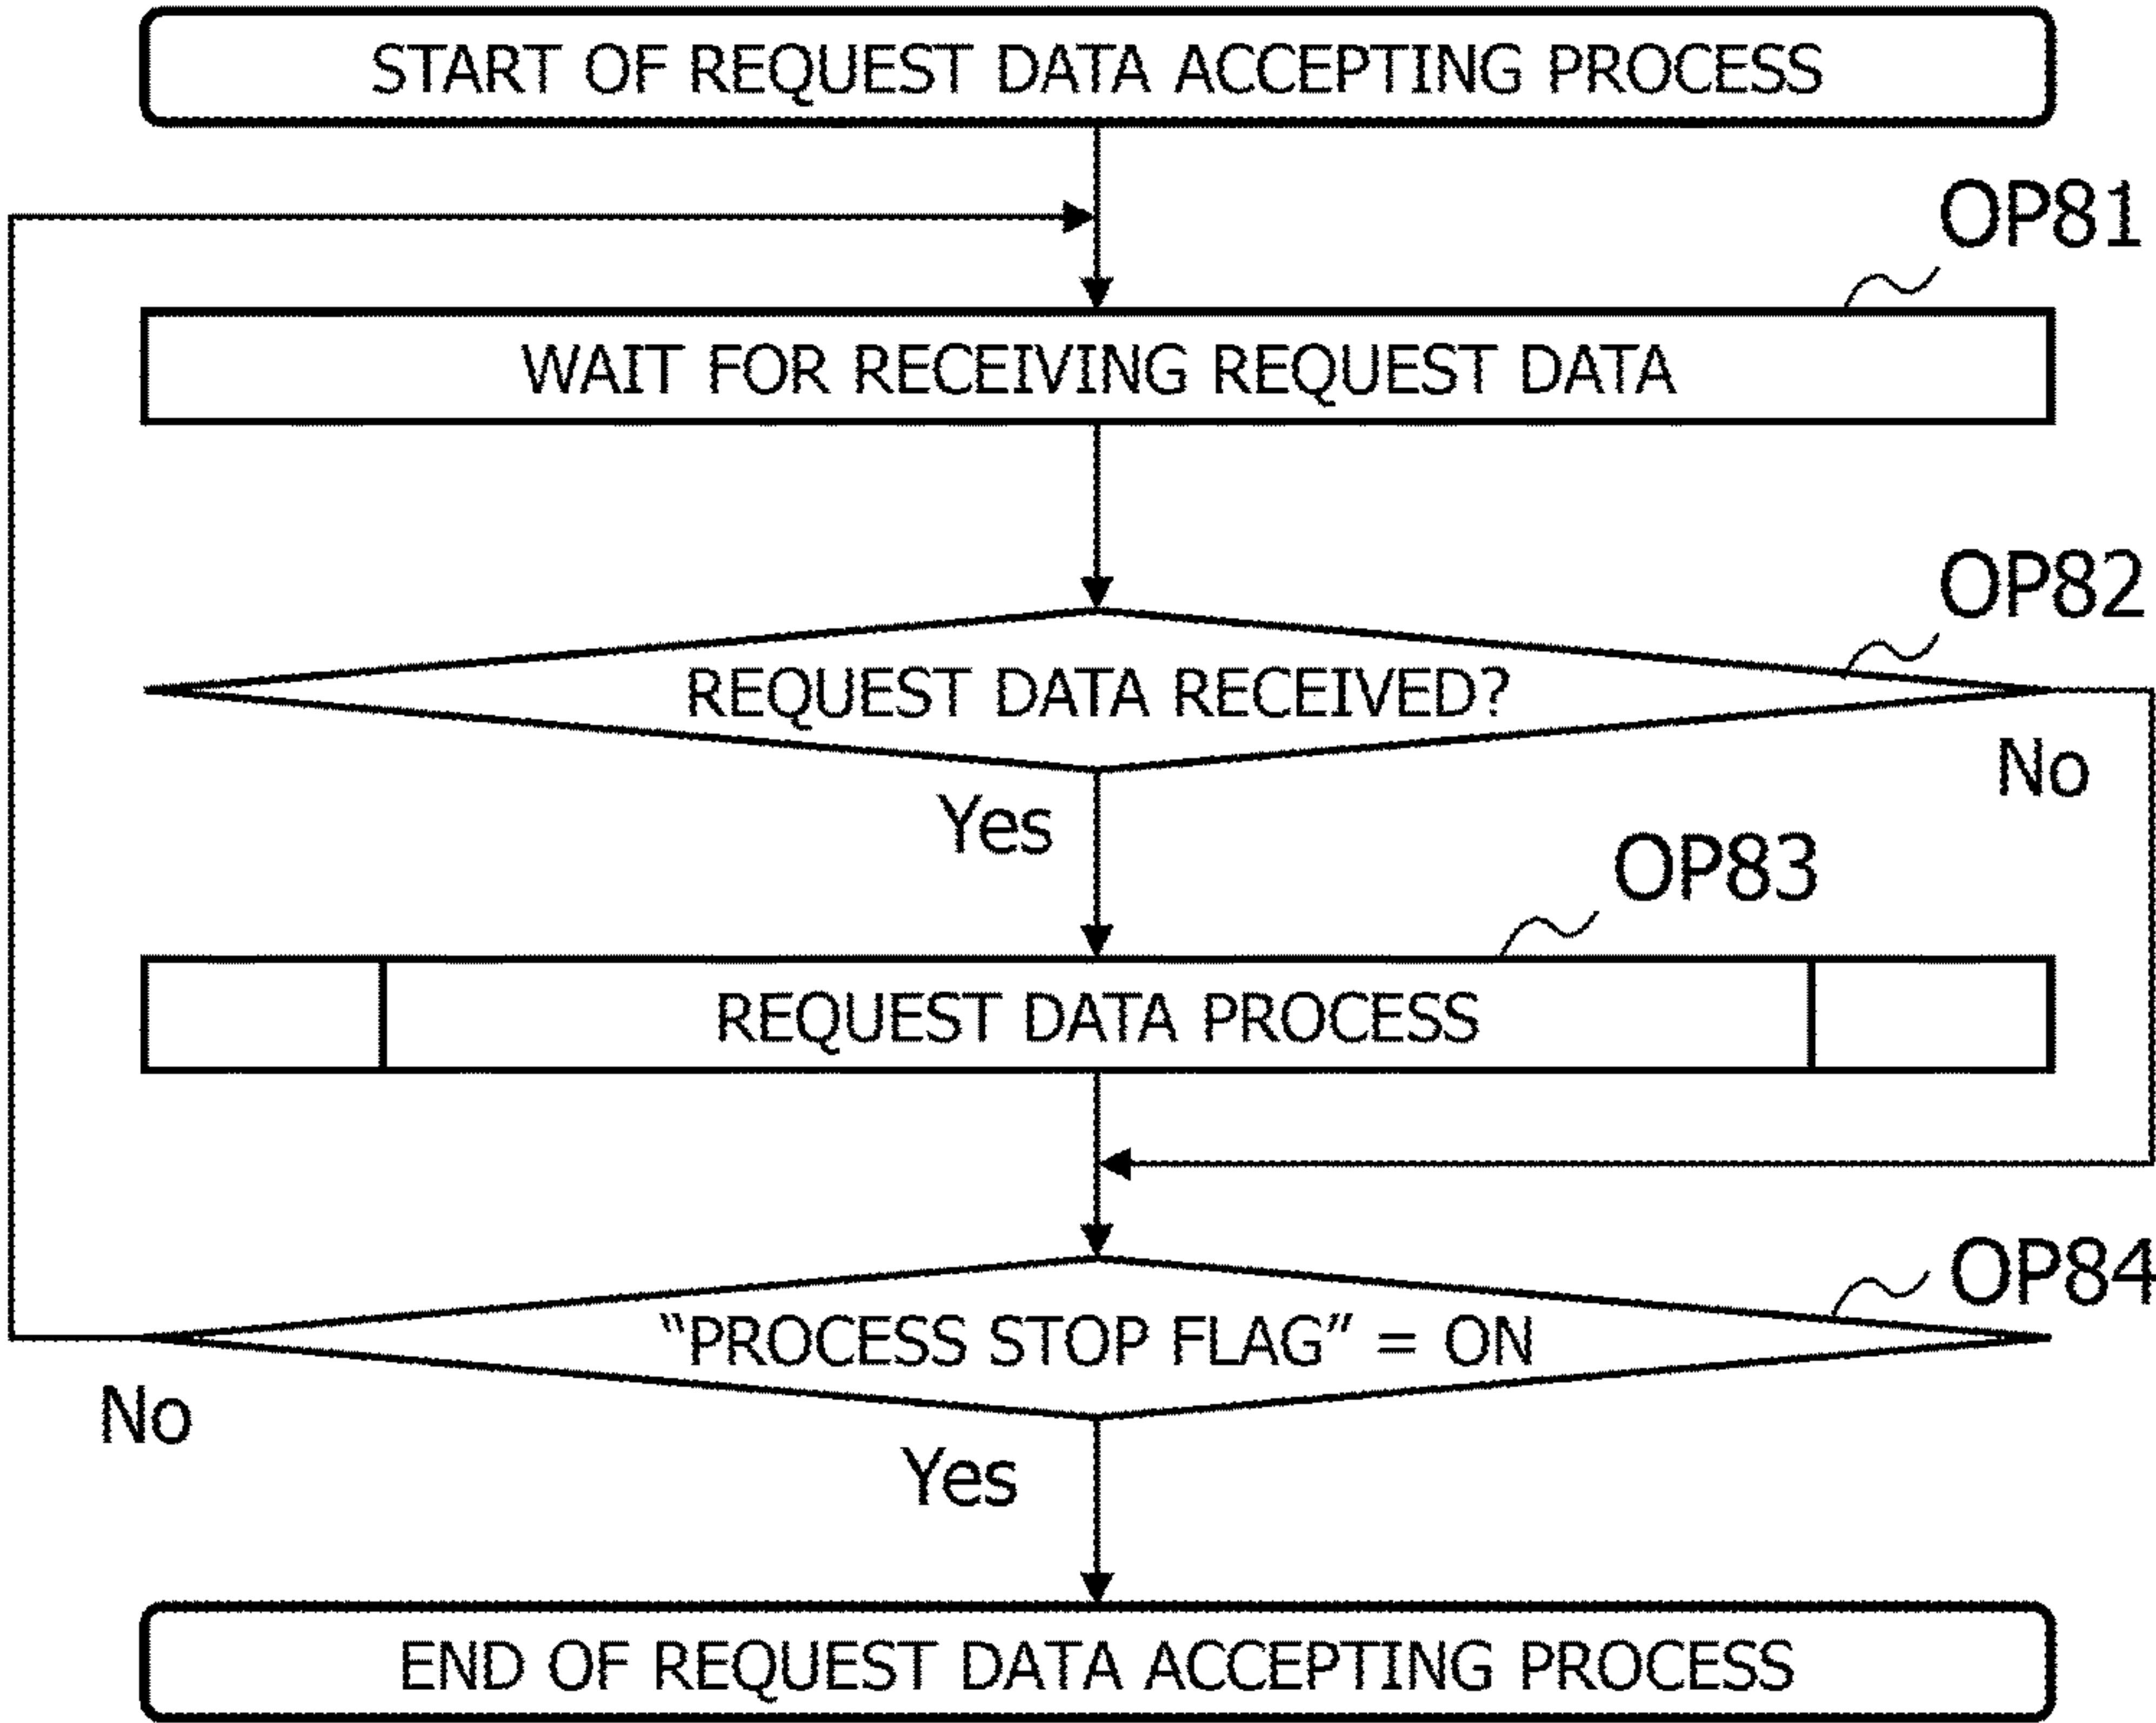 START OF REQUEST DATA ACCEPTING PROCESS
OP81
WAIT FOR RECEIVING REQUEST DATA
OP82
REQUEST DATA RECEIVED?
No
Yes
OP83
REQUEST DATA PROCESS
OP84
“PROCESS STOP FLAG” = ON
No
Yes
END OF REQUEST DATA ACCEPTING PROCESS